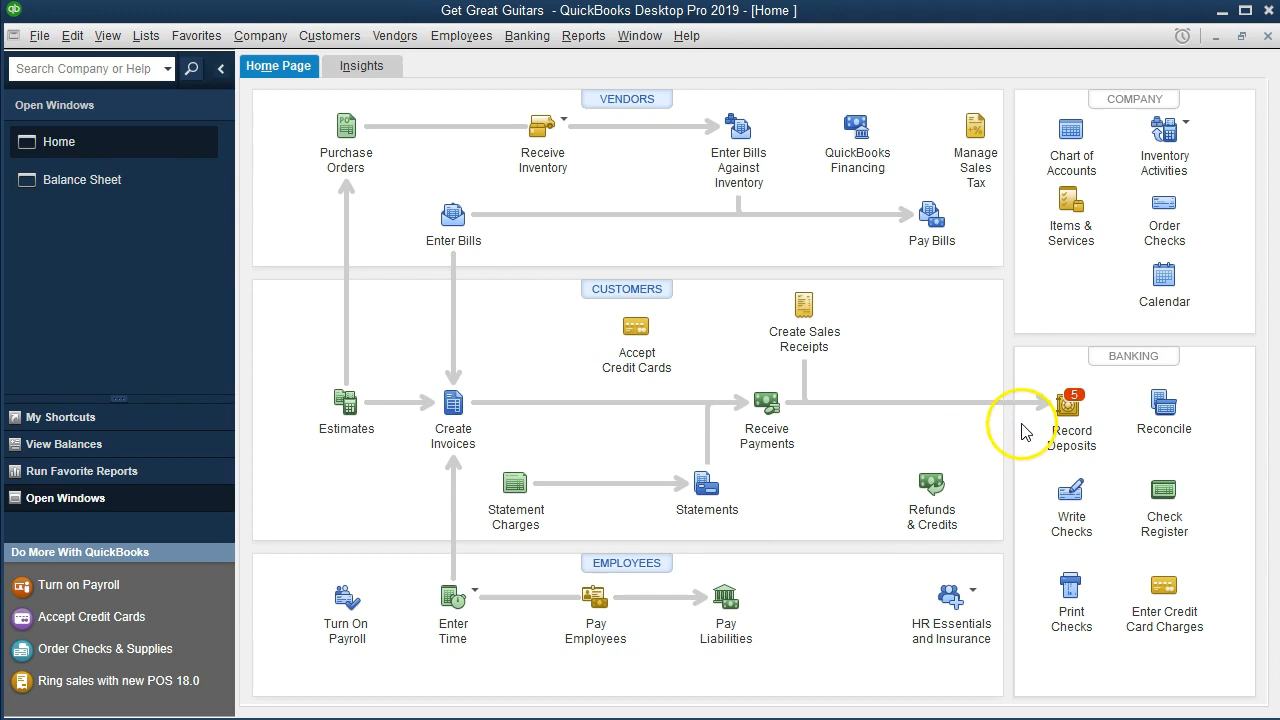 qb
Get Great Guitars - QuickBooks Desktop Pro 2019 - [Home ]
File Edit View Lists Favorites Company Customers Vendors Employees Banking Reports Window Help
Search Company or Help
Home Page Insights
Open Windows
Home
Balance Sheet
My Shortcuts
View Balances
Run Favorite Reports
Open Windows
Do More With QuickBooks
Turn on Payroll
Accept Credit Cards
Order Checks & Supplies
Ring sales with new POS 18.0
VENDORS
Purchase
Orders
Receive
Inventory
Enter Bills
Against
Inventory
QuickBooks
Financing
Manage
Sales
Tax
Enter Bills
Pay Bills
CUSTOMERS
Accept
Credit Cards
Create Sales
Receipts
Estimates
Create
Invoices
Receive
Payments
Statement
Charges
Statements
Refunds
& Credits
EMPLOYEES
Turn On
Payroll
Enter
Time
Pay
Employees
Pay
Liabilities
HR Essentials
and Insurance
COMPANY
Chart of
Accounts
Inventory
Activities
Items &
Services
Order
Checks
Calendar
BANKING
5
Record
Deposits
Reconcile
Write
Checks
Check
Register
Print
Checks
Enter Credit
Card Charges